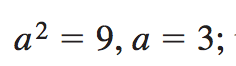 a² = 9, a = 3;